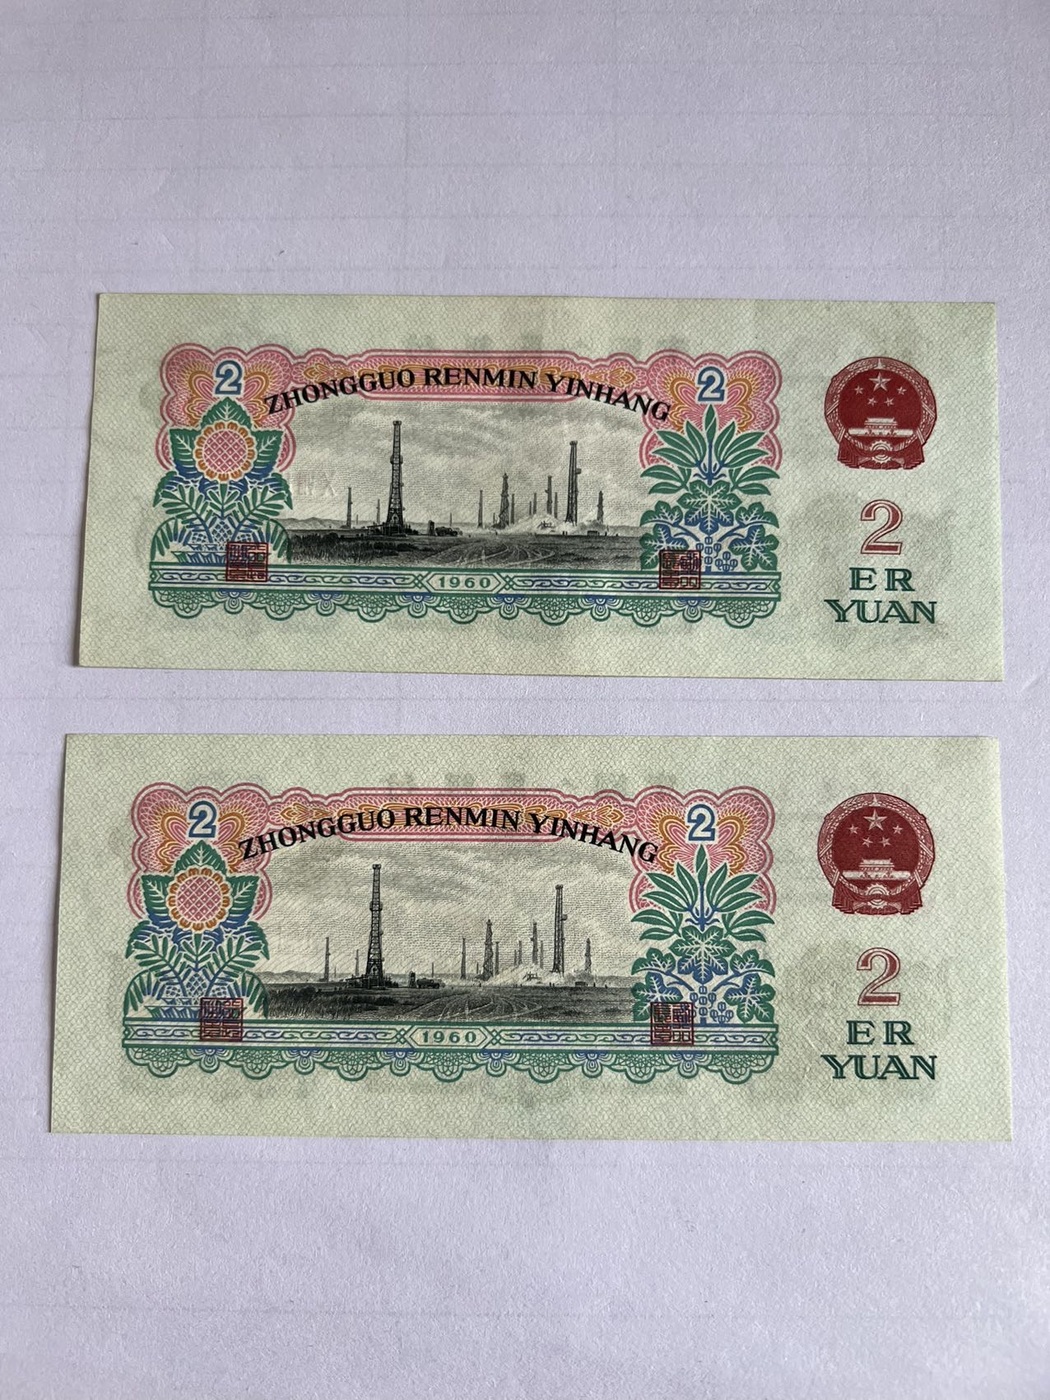 2 2
ZHONGGUO RENMIN YINHANG
1960
2
ER
YUAN
2 2
ZHONGGUO RENMIN YINHANG
1960
2
ER
YUAN